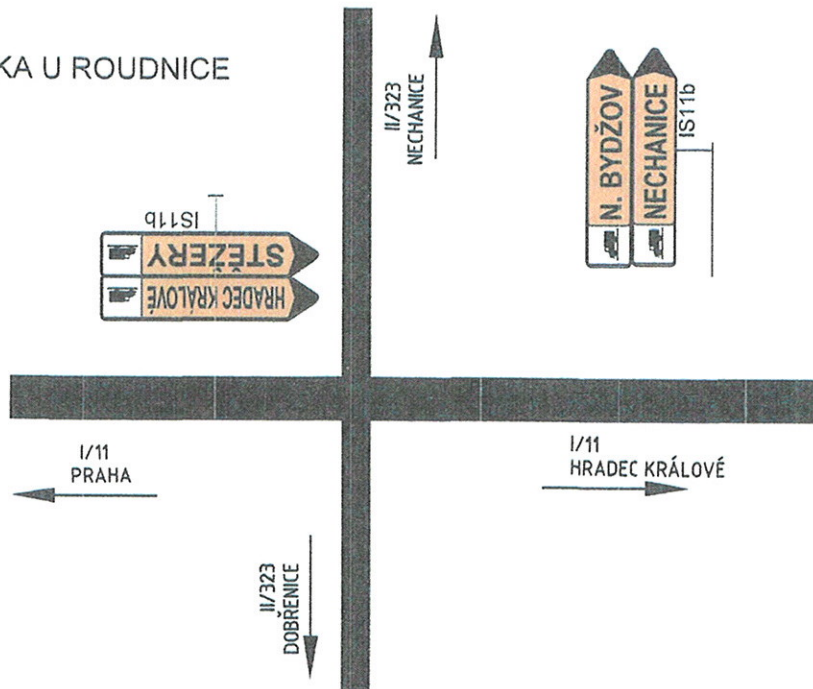 KA U ROUDNICE
II/323
NECHANICE
N. BYDŽOV
NECHANICE
IS11b
IS11b
STĚŽERY
HRADEC KRÁLOVÉ
I/11
PRAHA
I/11
HRADEC KRÁLOVÉ
II/323
DOBŘENICE